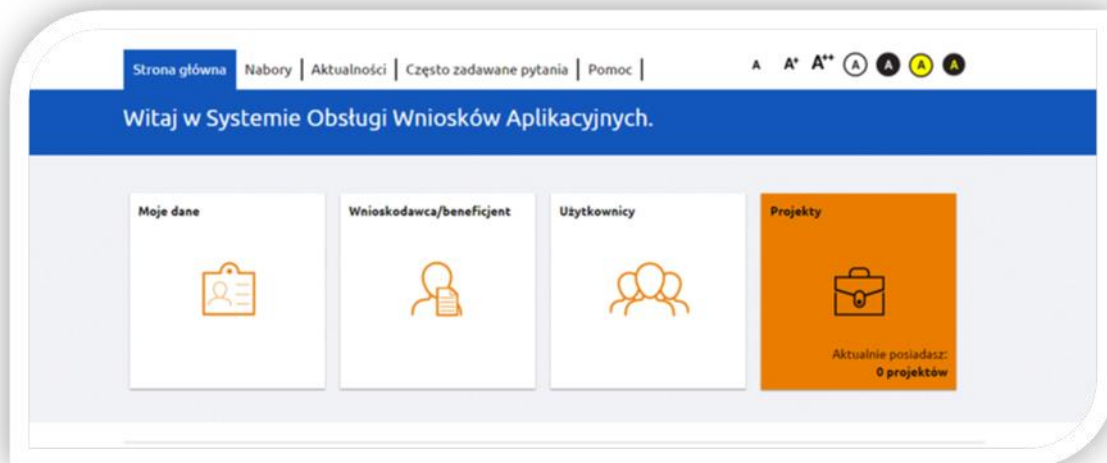 Strona główna Nabory | Aktualności | Często zadawane pytania | Pomoc | A A+ A++ A A A A
Witaj w Systemie Obsługi Wniosków Aplikacyjnych.
Moje dane Wnioskodawca/beneficjent Użytkownicy Projekty
Aktualnie posiadasz:
0 projektów